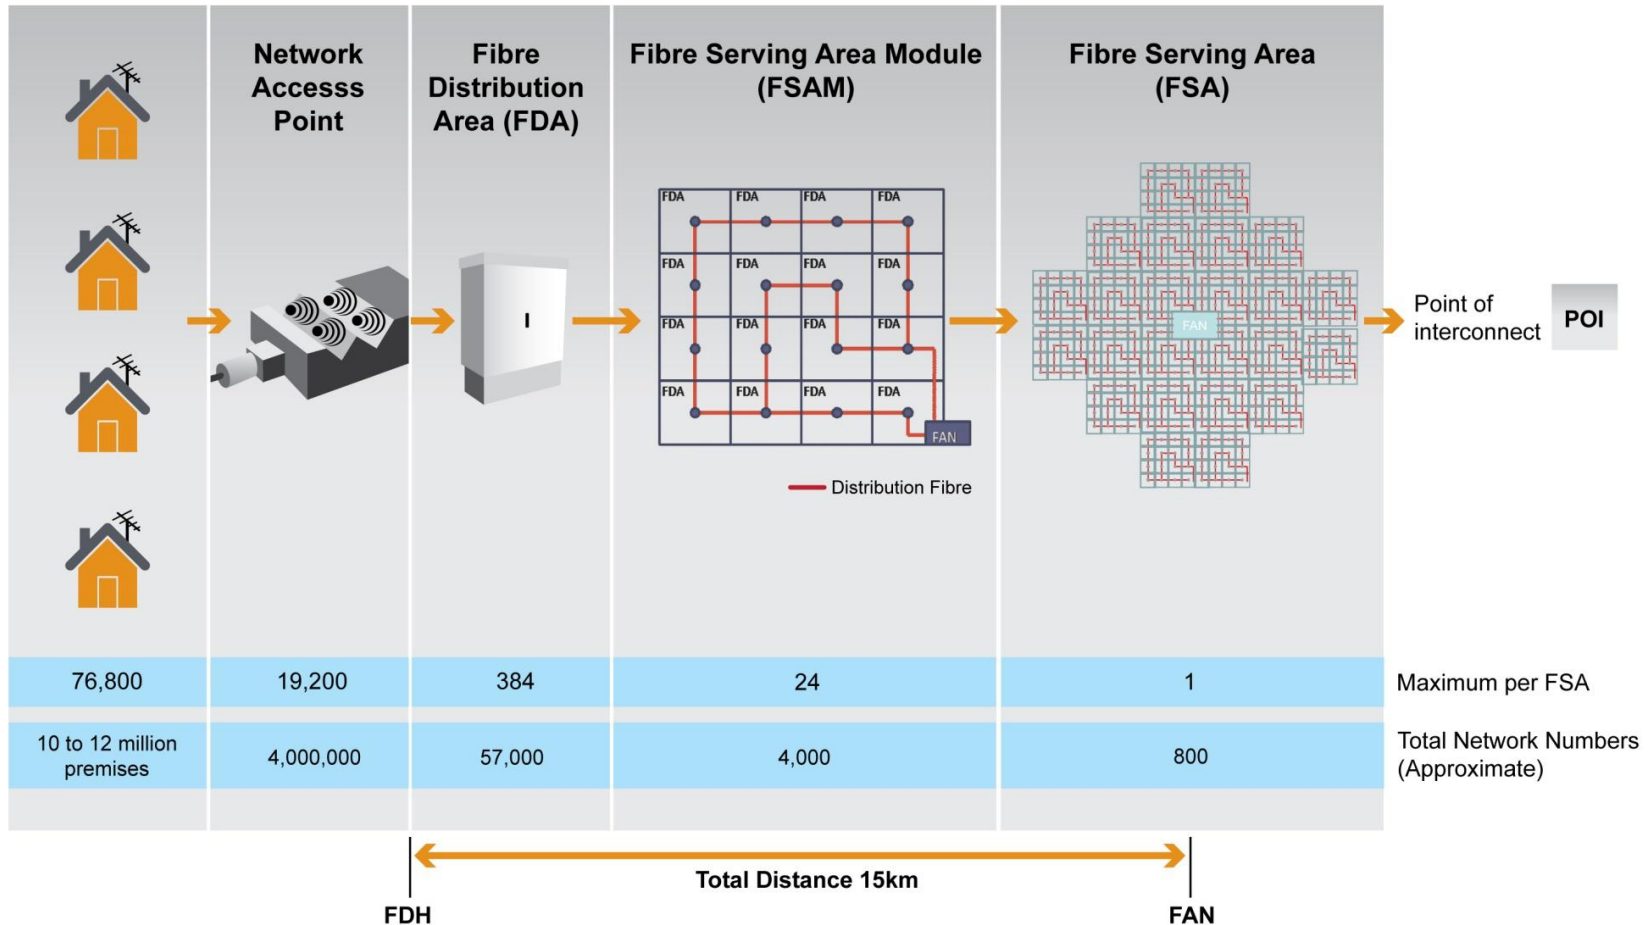 Network
Accesss
Point
Fibre
Distribution
Area (FDA)
Fibre Serving Area Module
(FSAM)
Fibre Serving Area
(FSA)
FDA FDA FDA FDA
FDA FDA FDA FDA
FDA FDA FDA FDA
FDA FDA FDA FDA
FAN
Distribution Fibre
FAN
Point of
interconnect
POI
76,800 19,200 384 24 1 Maximum per FSA
10 to 12 million
premises
4,000,000 57,000 4,000 800
Total Network Numbers
(Approximate)
Total Distance 15km
FDH FAN